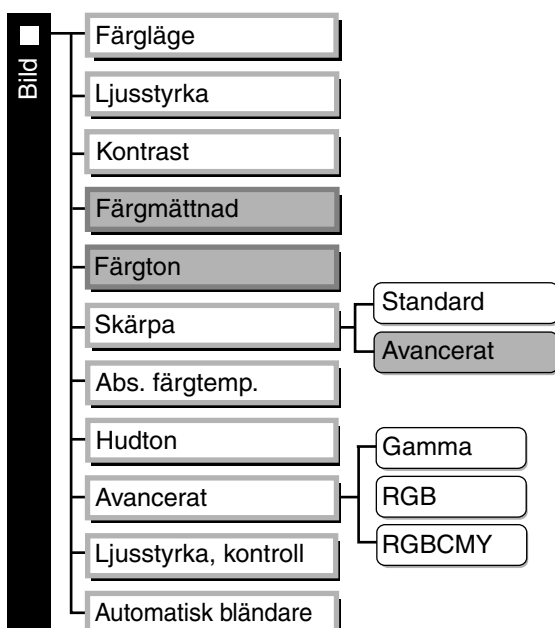 Bild
Färgläge
Ljusstyrka
Kontrast
Färgmättnad
Färgton
Skärpa
Standard
Avancerat
Abs. färgtemp.
Hudton
Avancerat
Gamma
RGB
RGBCMY
Ljusstyrka, kontroll
Automatisk bländare